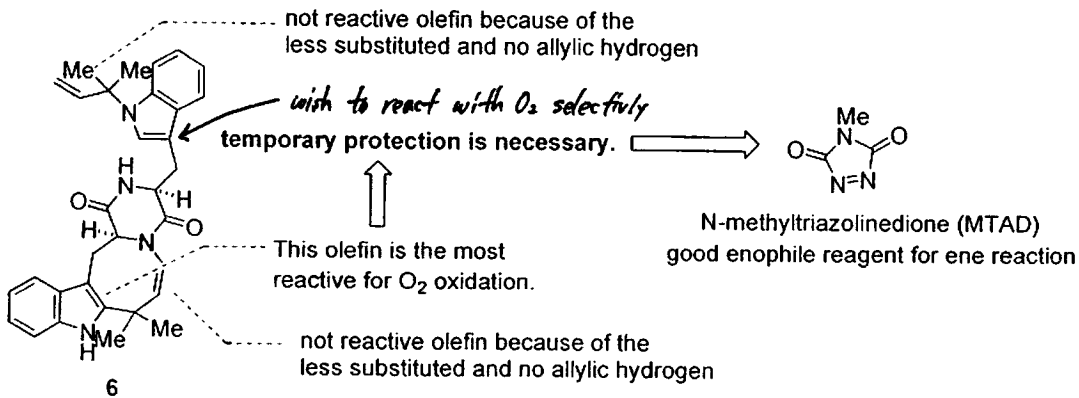 not reactive olefin because of the
less substituted and no allylic hydrogen
Me
Me
N
wish to react with O₂ selectivly
temporary protection is necessary.
Me
N
O
O
N=N
H
N
H
O
H
N
O
N-methyltriazolinedione (MTAD)
good enophile reagent for ene reaction
This olefin is the most
reactive for O₂ oxidation.
N
H
Me
Me
not reactive olefin because of the
less substituted and no allylic hydrogen
6